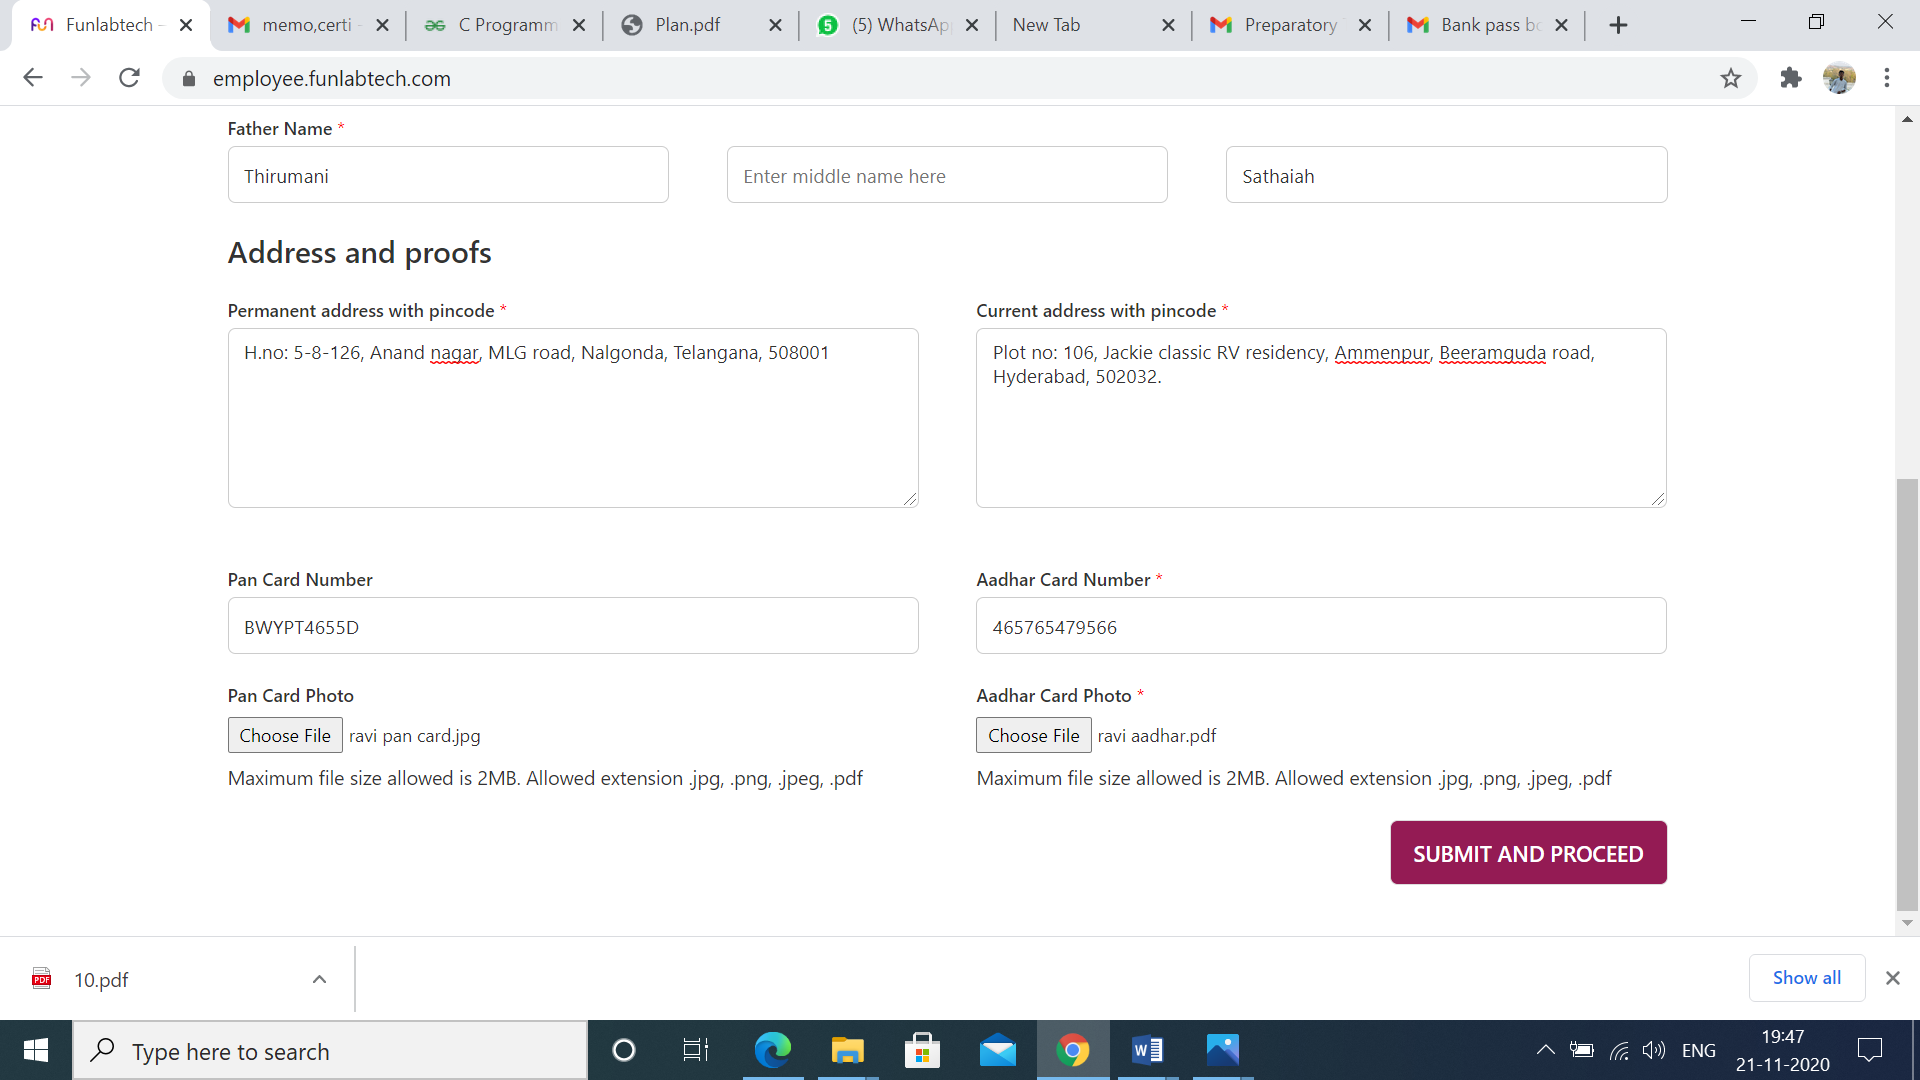 Funlabtech -
memo,certi -
C Programm
Plan.pdf
(5) WhatsAp
New Tab
Preparatory
Bank pass bo
employee.funlabtech.com
Father Name *
Thirumani
Enter middle name here
Sathaiah
Address and proofs
Permanent address with pincode *
Current address with pincode *
H.no: 5-8-126, Anand nagar, MLG road, Nalgonda, Telangana, 508001
Plot no: 106, Jackie classic RV residency, Ammenpur, Beeramguda road,
Hyderabad, 502032.
Pan Card Number
Aadhar Card Number *
BWYPT4655D
465765479566
Pan Card Photo
Aadhar Card Photo *
Choose File ravi pan card.jpg
Choose File ravi aadhar.pdf
Maximum file size allowed is 2MB. Allowed extension .jpg, .png, .jpeg, .pdf
Maximum file size allowed is 2MB. Allowed extension .jpg, .png, .jpeg, .pdf
SUBMIT AND PROCEED
PDF
10.pdf
Show all
Type here to search
ENG
19:47
21-11-2020